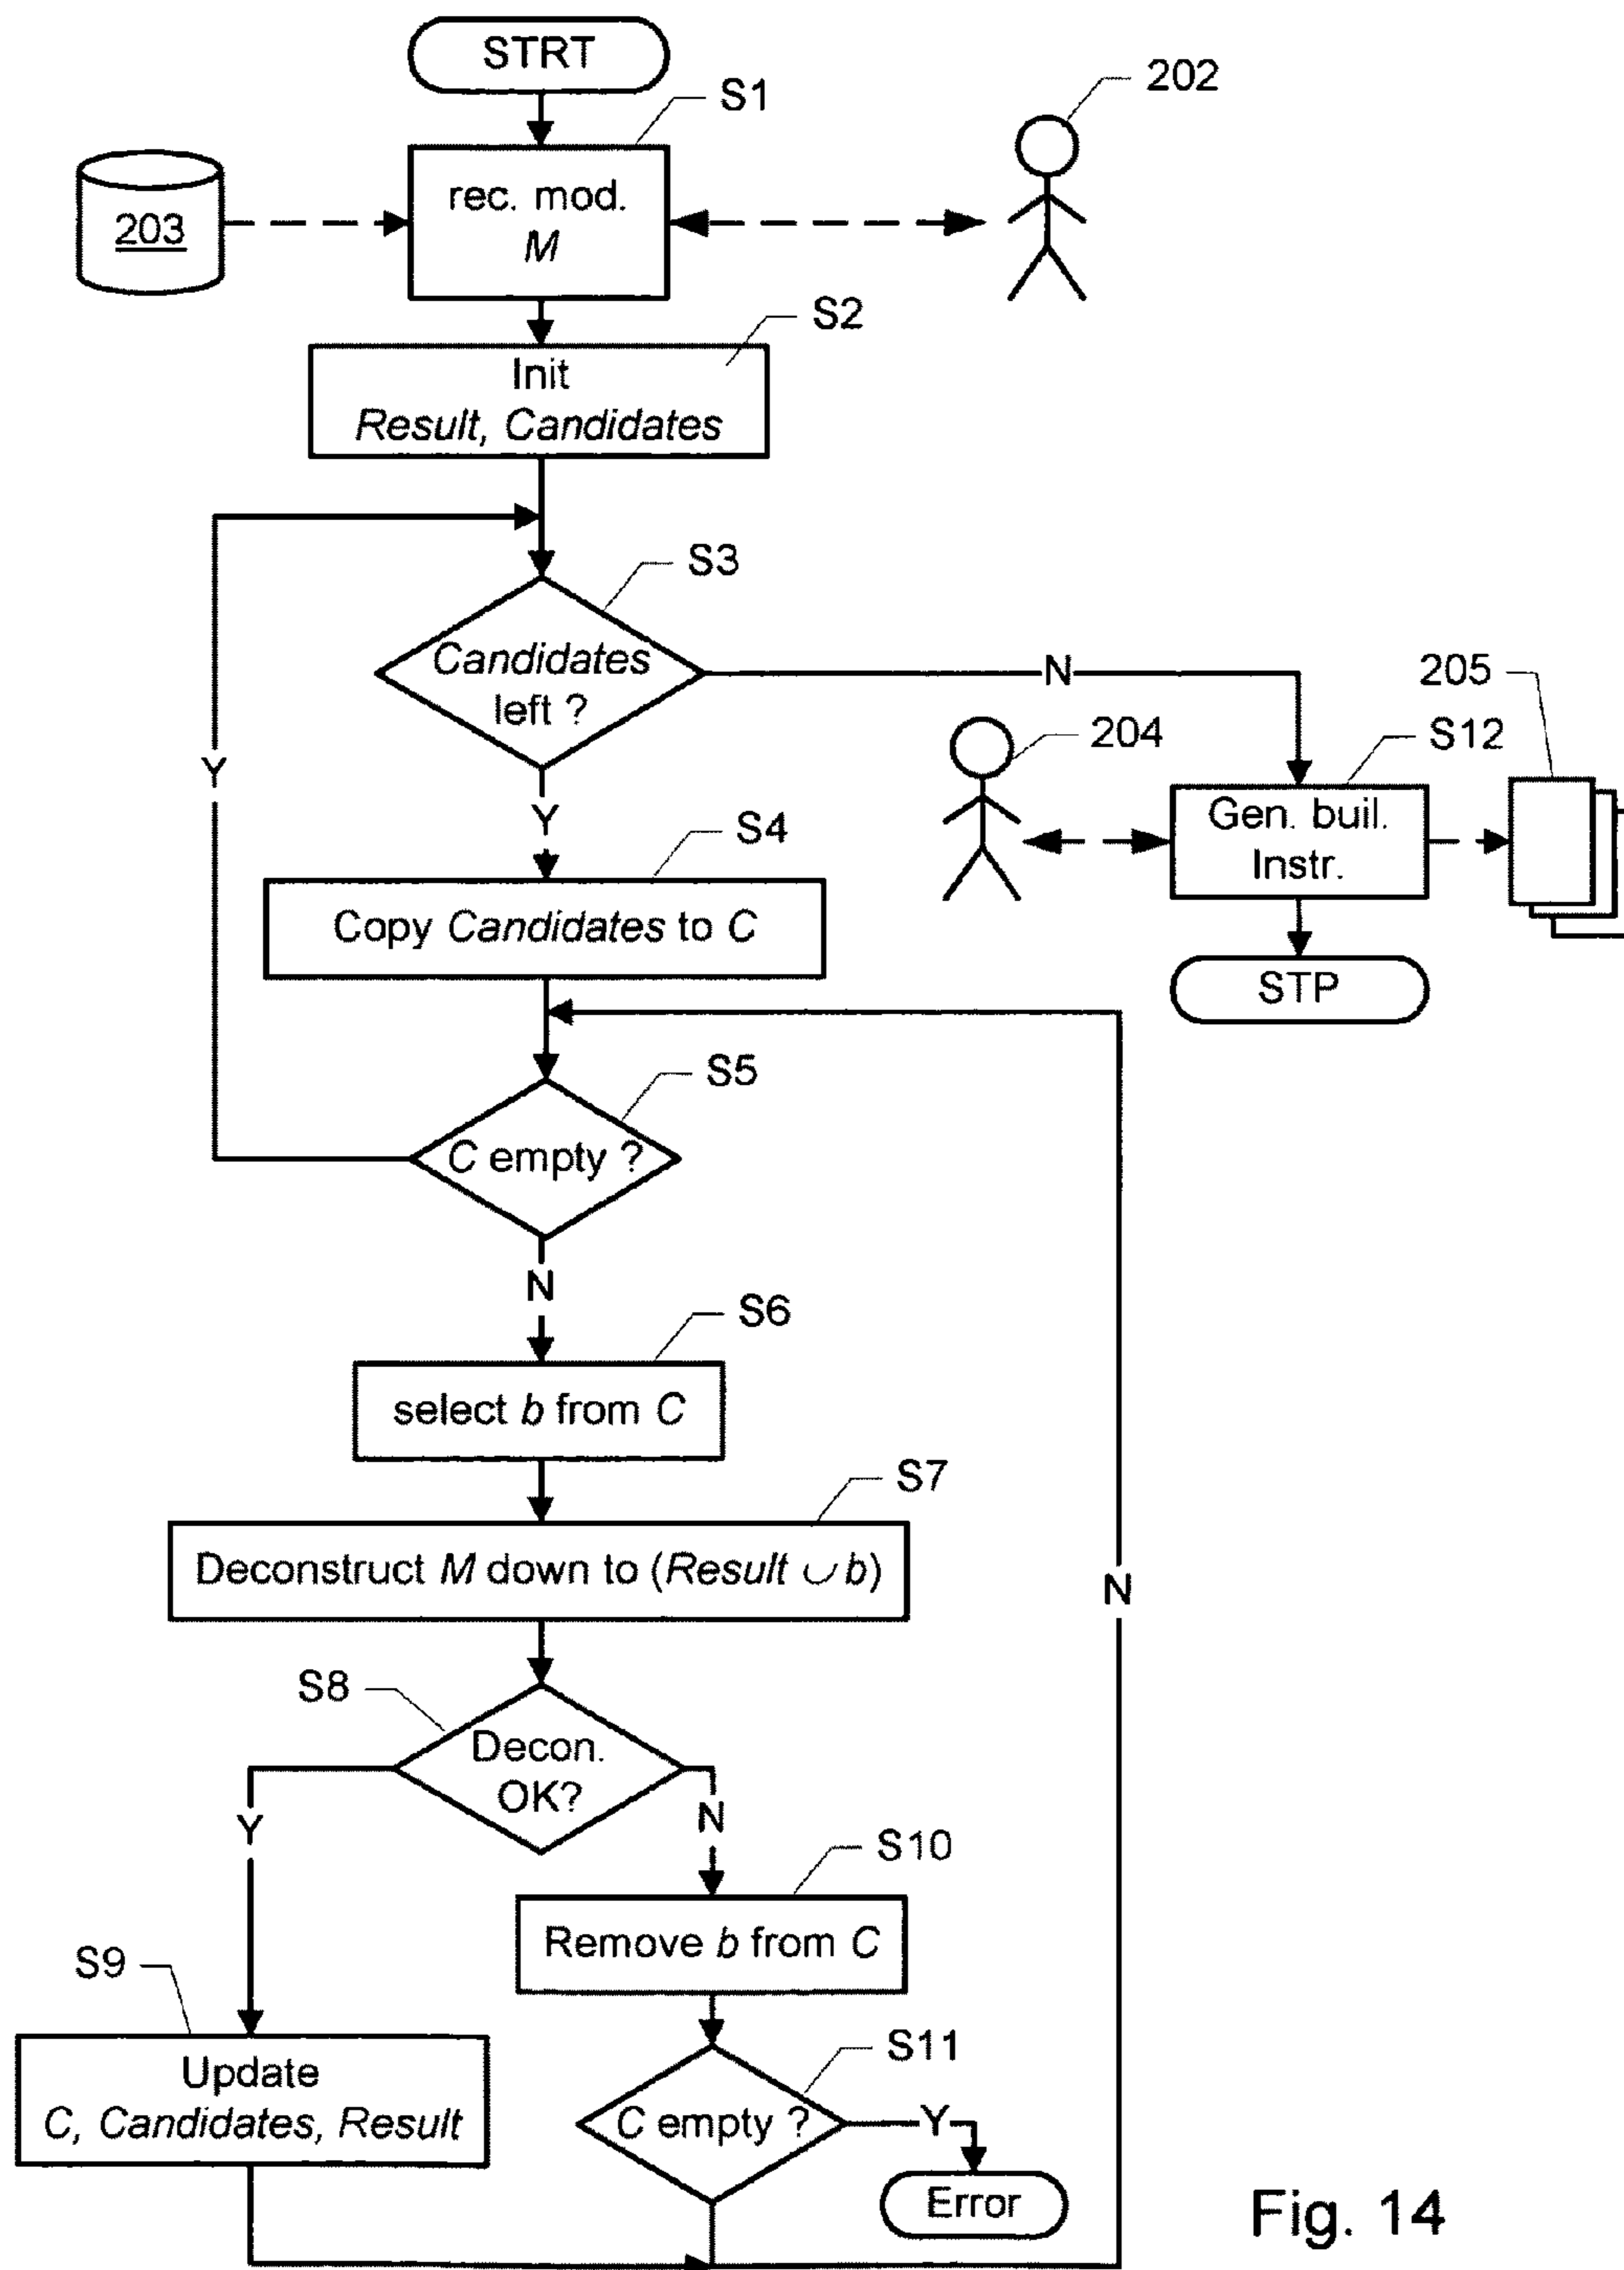 STRT
S1
202
203
rec. mod.
M
S2
Init
Result, Candidates
S3
Candidates
left ?
N
205
204
S12
Y
Y
Gen. buil.
Instr.
S4
Copy Candidates to C
STP
S5
C empty ?
N
S6
select b from C
S7
Deconstruct M down to (Result ∪ b)
N
S8
Decon.
OK?
Y
N
S10
Remove b from C
S9
S11
Update
C, Candidates, Result
C empty ?
Y
Error
Fig. 14